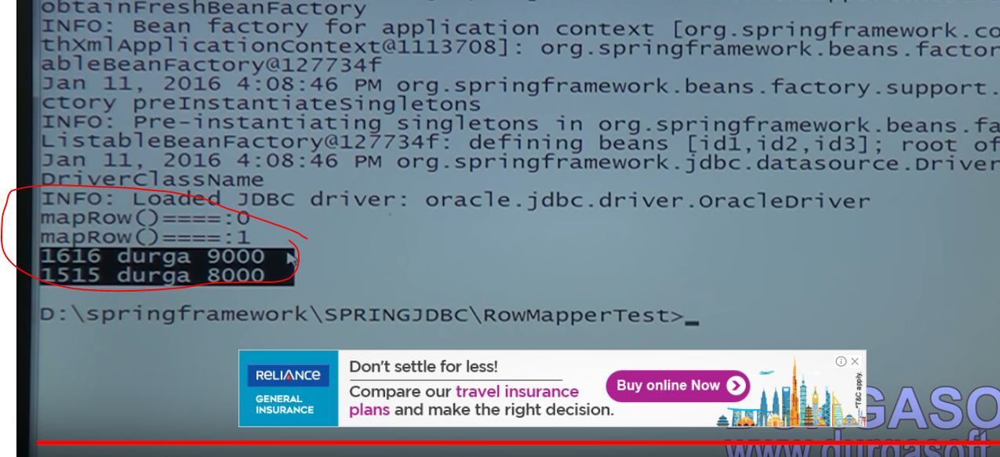 obtainFreshBeanFactory
INFO: Bean factory for application context [org.springframework.co
thXmlApplicationContext@1113708]: org.springframework.beans.factor
ableBeanFactory@127734f
Jan 11, 2016 4:08:46 PM org.springframework.beans.factory.support.
ctory preInstantiateSingletons
INFO: Pre-instantiating singletons in org.springframework.beans.fa
ListableBeanFactory@127734f: defining beans [id1,id2,id3]; root of
Jan 11, 2016 4:08:46 PM org.springframework.jdbc.datasource.Driver
DriverClassName
INFO: Loaded JDBC driver: oracle.jdbc.driver.OracleDriver
mapRow()====:0
mapRow()====:1
1616 durga 9000
1515 durga 8000
D:\springframework\SPRINGJDBC\RowMapperTest>_
RELIANCE
GENERAL
INSURANCE
Don't settle for less!
Compare our travel insurance
plans and make the right decision.
Buy online Now
*T&C apply.
GASO
www.durgasoft